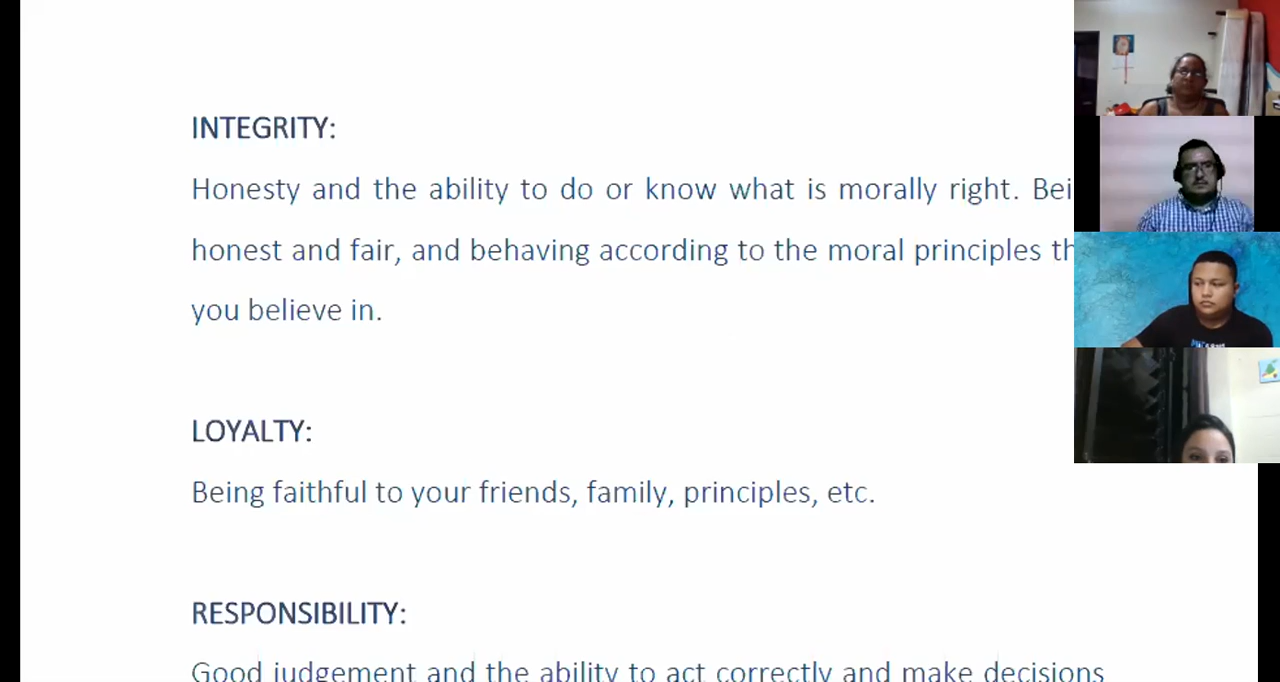 INTEGRITY:
Honesty and the ability to do or know what is morally right.
honest and fair, and behaving according to the moral principles
you believe in.
LOYALTY:
Being faithful to your friends, family, principles, etc.
RESPONSIBILITY:
Good judgement and the ability to act correctly and make decisions